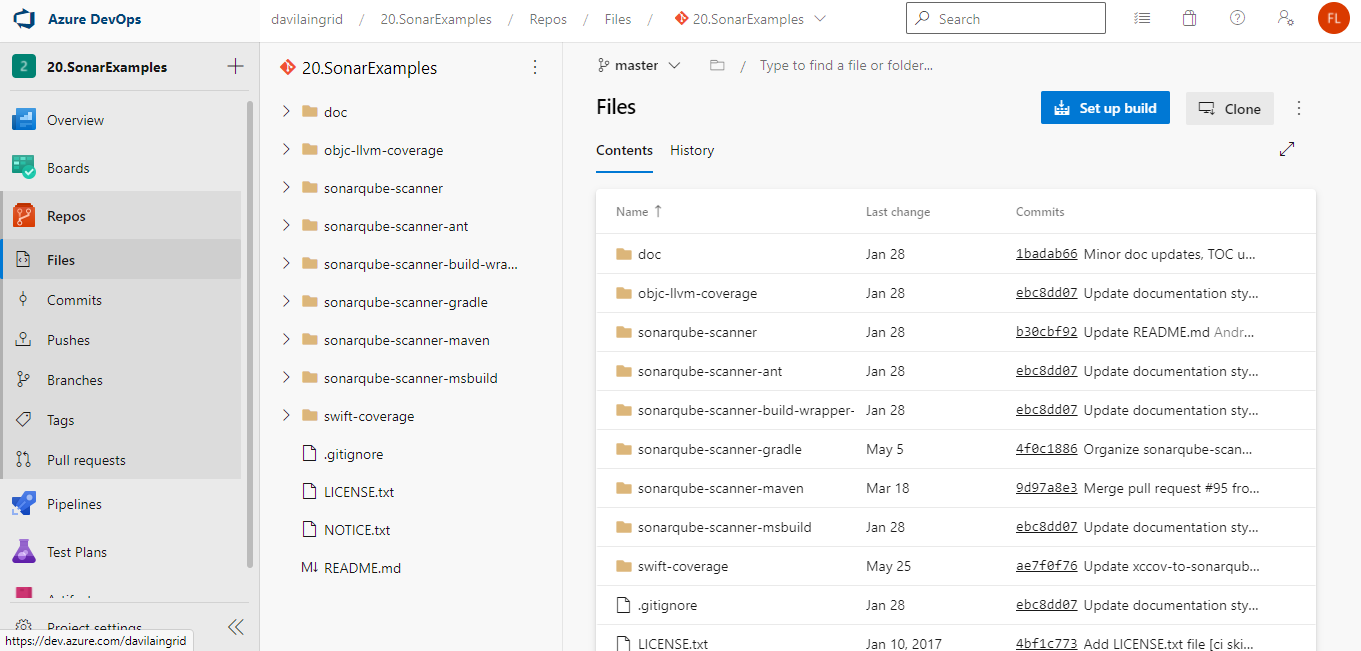 Azure DevOps
davilaingrid / 20.SonarExamples / Repos / Files / 20.SonarExamples
Search
FL
2 20.SonarExamples
Overview
Boards
Repos
Files
Commits
Pushes
Branches
Tags
Pull requests
Pipelines
Test Plans
Project settings
https://dev.azure.com/davilaingrid
20.SonarExamples
doc
objc-llvm-coverage
sonarqube-scanner
sonarqube-scanner-ant
sonarqube-scanner-build-wra...
sonarqube-scanner-gradle
sonarqube-scanner-maven
sonarqube-scanner-msbuild
swift-coverage
.gitignore
LICENSE.txt
NOTICE.txt
M↓ README.md
master / Type to find a file or folder...
Files
Set up build
Clone
Contents History
Name ↑ Last change Commits
doc Jan 28 1badab66 Minor doc updates, TOC u...
objc-llvm-coverage Jan 28 ebc8dd07 Update documentation sty...
sonarqube-scanner Jan 28 b30cbf92 Update README.md Andr...
sonarqube-scanner-ant Jan 28 ebc8dd07 Update documentation sty...
sonarqube-scanner-build-wrapper- Jan 28 ebc8dd07 Update documentation sty...
sonarqube-scanner-gradle May 5 4f0c1886 Organize sonarqube-scan...
sonarqube-scanner-maven Mar 18 9d97a8e3 Merge pull request #95 fro...
sonarqube-scanner-msbuild Jan 28 ebc8dd07 Update documentation sty...
swift-coverage May 25 ae7f0f76 Update xccov-to-sonarqub...
.gitignore Jan 28 ebc8dd07 Update documentation sty...
LICENSE.txt Jan 10, 2017 4bf1c773 Add LICENSE.txt file [ci ski...